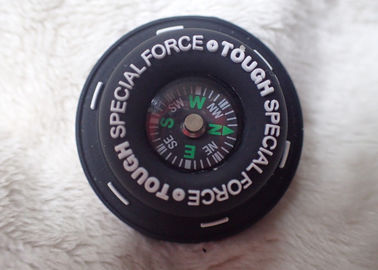 TOUGH SPECIAL FORCE
TOUGH SPECIAL FORCE
W
NW
N
NE
E
SE
S
SW